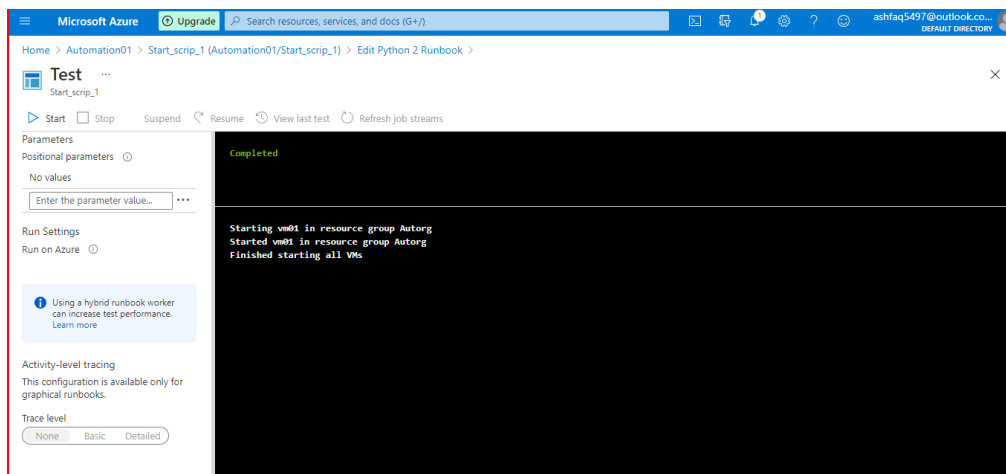 Microsoft Azure
Upgrade
Search resources, services, and docs (G+/)
1
ashfaq5497@outlook.co...
DEFAULT DIRECTORY
Home > Automation01 > Start_scrip_1 (Automation01/Start_scrip_1) > Edit Python 2 Runbook >
Test ...
Start_scrip_1
Start Stop Suspend Resume View last test Refresh job streams
Parameters
Positional parameters
No values
Enter the parameter value...
Run Settings
Run on Azure
Using a hybrid runbook worker
can increase test performance.
Learn more
Activity-level tracing
This configuration is available only for
graphical runbooks.
Trace level
None Basic Detailed
Completed
Starting vm01 in resource group Autorg
Started vm01 in resource group Autorg
Finished starting all VMs